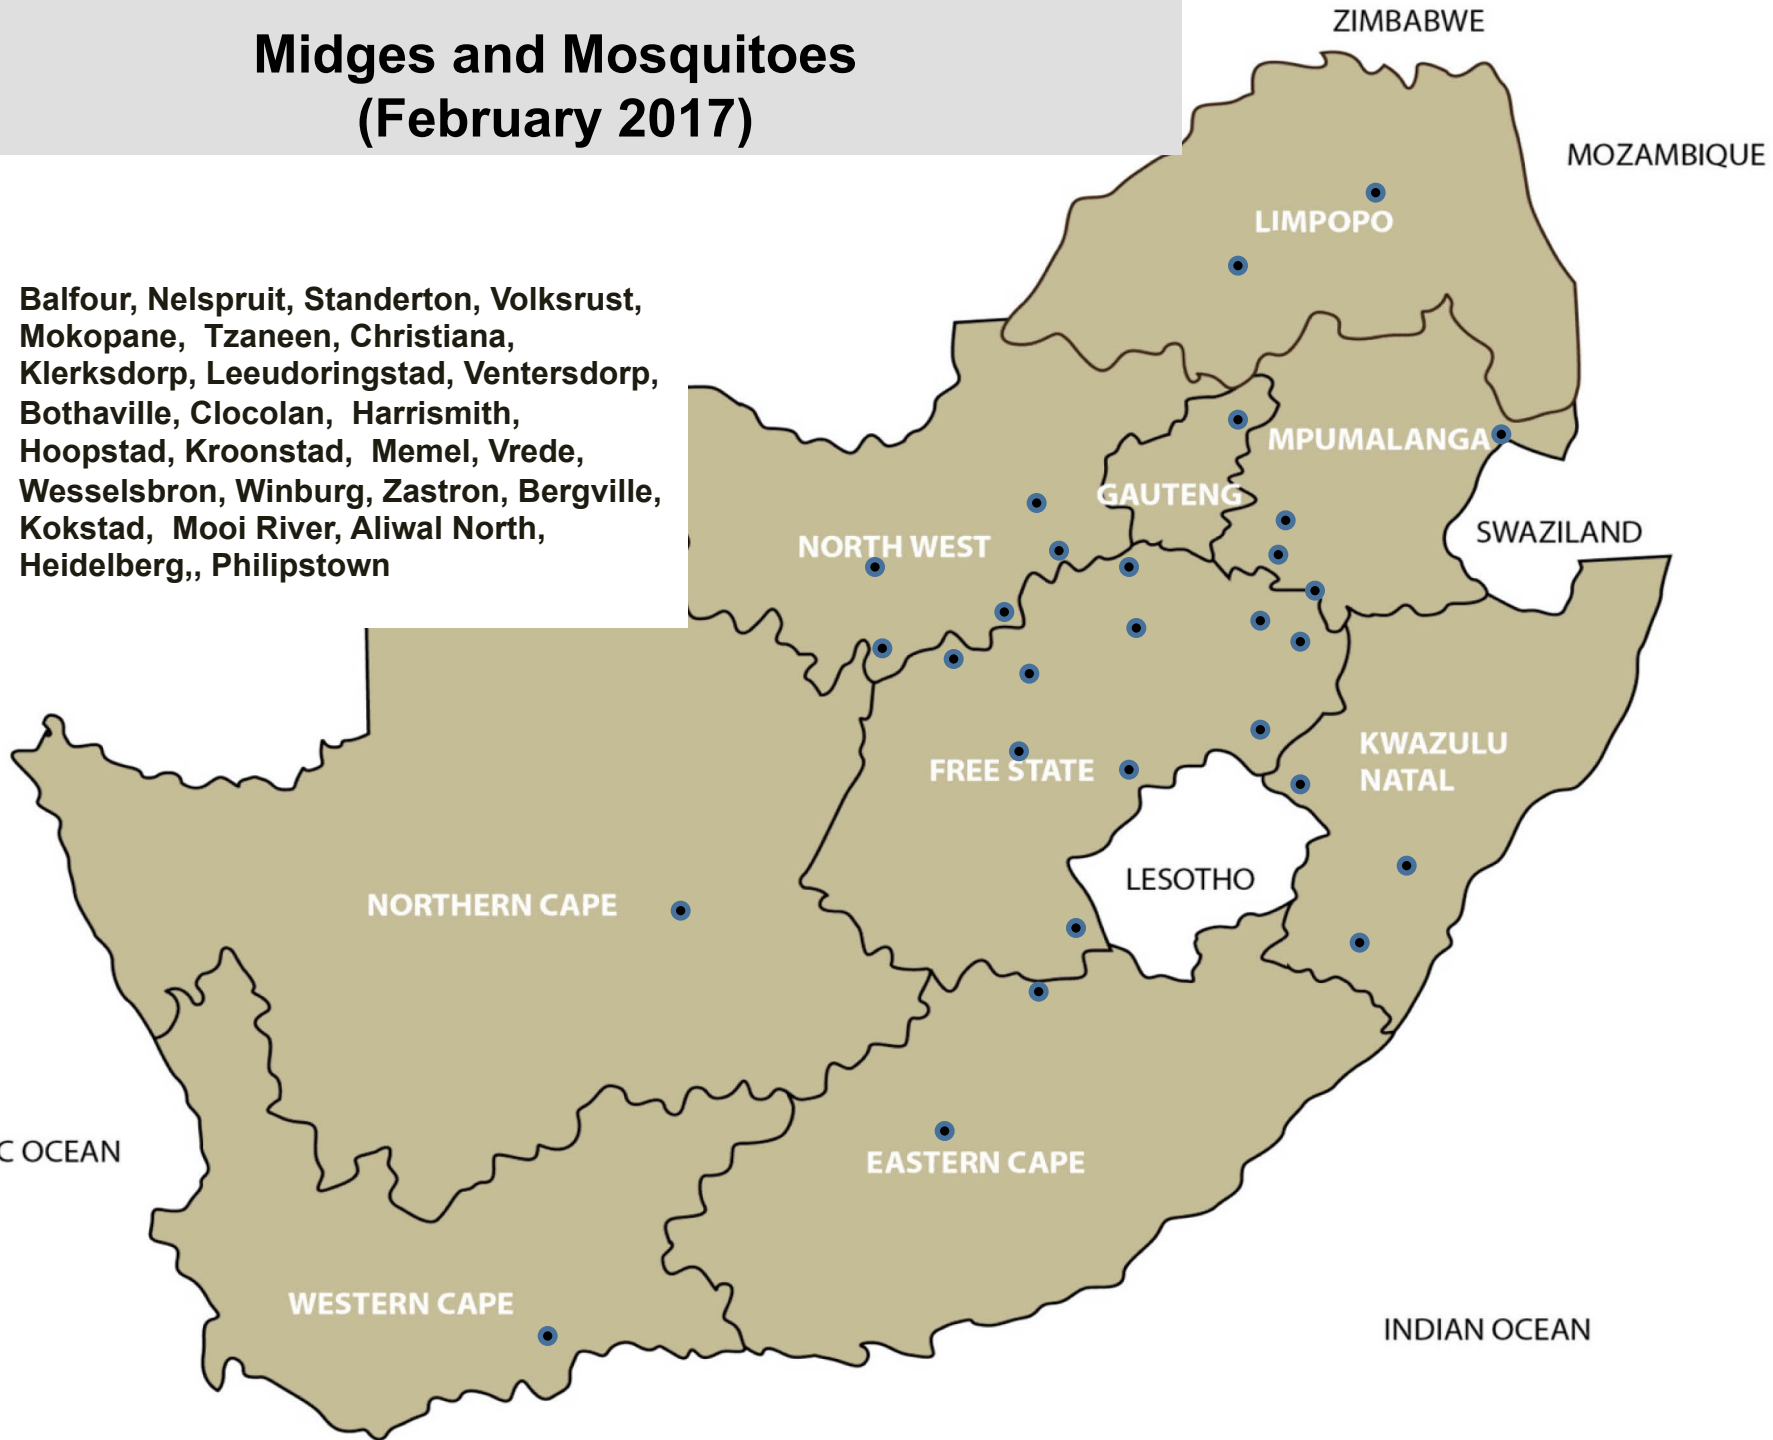 Midges and Mosquitoes
(February 2017)
ZIMBABWE
MOZAMBIQUE
LIMPOPO
Balfour, Nelspruit, Standerton, Volksrust,
Mokopane, Tzaneen, Christiana,
Klerksdorp, Leeudoringstad, Ventersdorp,
Bothaville, Clocolan, Harrismith,
Hoopstad, Kroonstad, Memel, Vrede,
Wesselsbron, Winburg, Zastron, Bergville,
Kokstad, Mooi River, Aliwal North,
Heidelberg,, Philipstown
MPUMALANGA
GAUTENG
SWAZILAND
NORTH WEST
KWAZULU
NATAL
FREE STATE
LESOTHO
NORTHERN CAPE
C OCEAN
EASTERN CAPE
WESTERN CAPE
INDIAN OCEAN